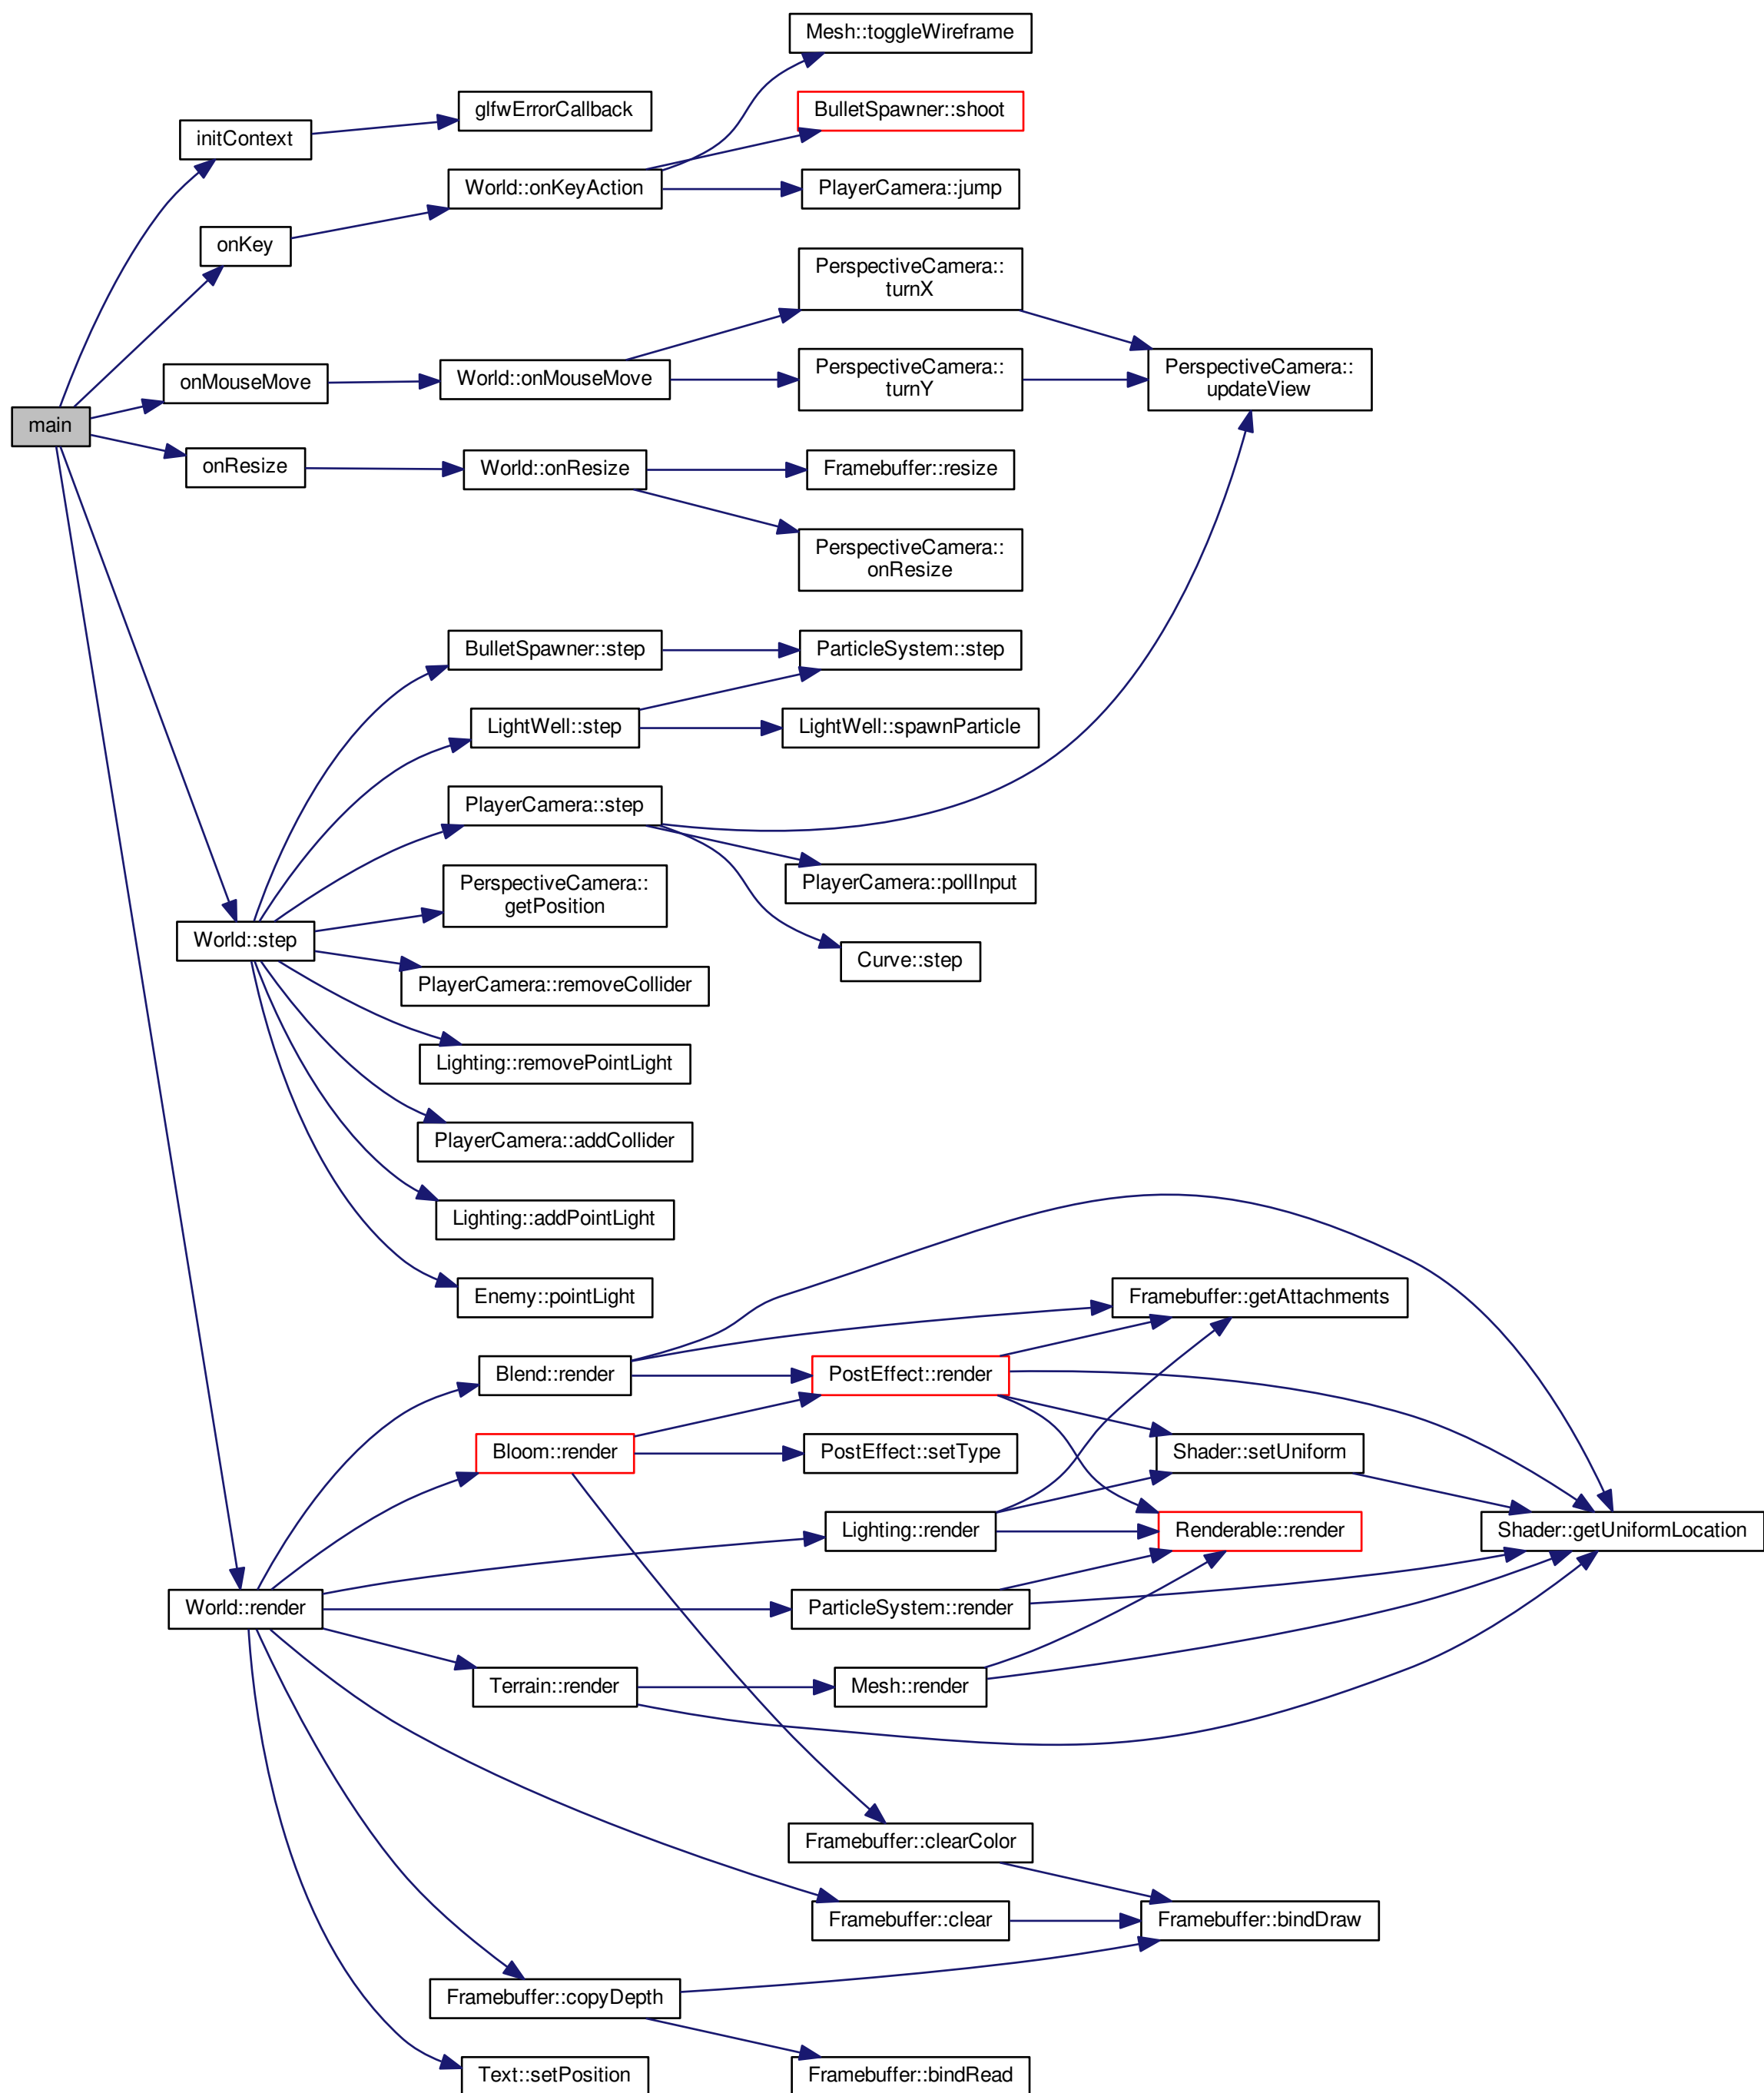 Mesh::toggleWireframe
glfwErrorCallback
BulletSpawner::shoot
initContext
World::onKeyAction
PlayerCamera::jump
onKey
PerspectiveCamera::
turnX
onMouseMove
World::onMouseMove
PerspectiveCamera::
turnY
PerspectiveCamera::
updateView
main
onResize
World::onResize
Framebuffer::resize
PerspectiveCamera::
onResize
BulletSpawner::step
ParticleSystem::step
LightWell::step
LightWell::spawnParticle
PlayerCamera::step
PlayerCamera::pollInput
PerspectiveCamera::
getPosition
World::step
Curve::step
PlayerCamera::removeCollider
Lighting::removePointLight
PlayerCamera::addCollider
Lighting::addPointLight
Enemy::pointLight
Framebuffer::getAttachments
Blend::render
PostEffect::render
Bloom::render
PostEffect::setType
Shader::setUniform
Lighting::render
Renderable::render
Shader::getUniformLocation
World::render
ParticleSystem::render
Terrain::render
Mesh::render
Framebuffer::clearColor
Framebuffer::clear
Framebuffer::bindDraw
Framebuffer::copyDepth
Text::setPosition
Framebuffer::bindRead